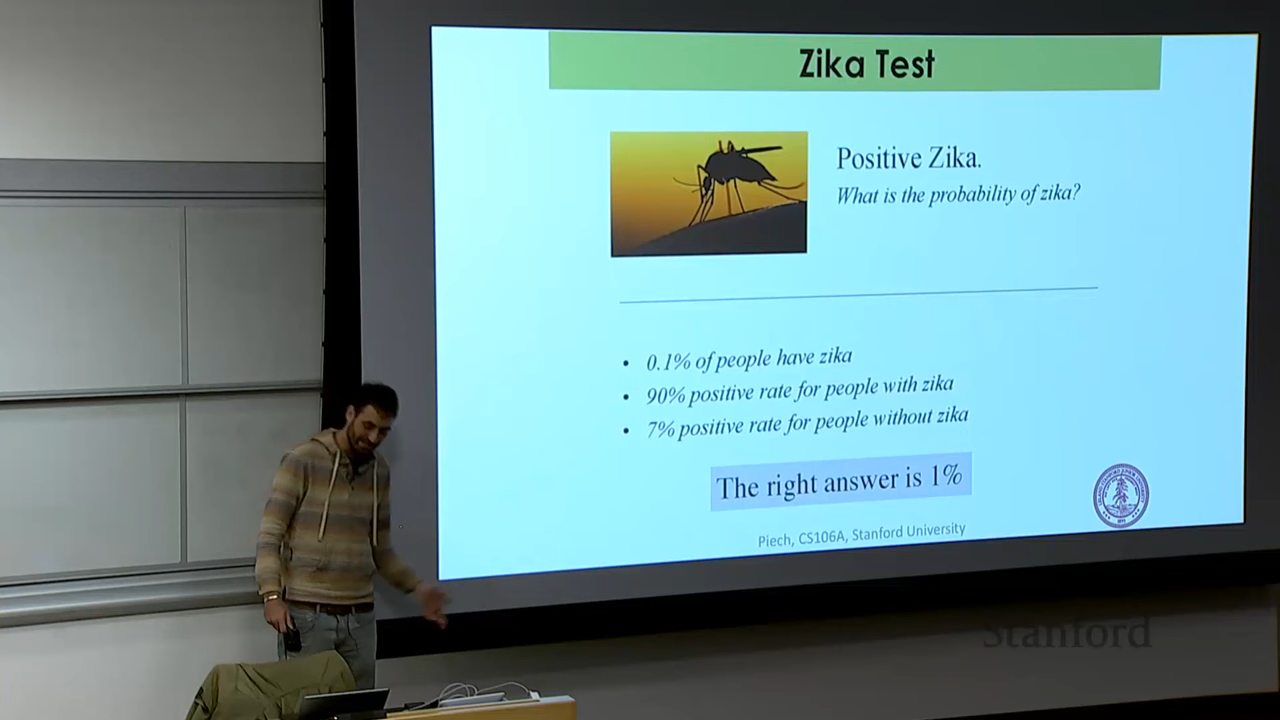 Zika Test
Positive Zika.
What is the probability of zika?
• 0.1% of people have zika
• 90% positive rate for people with zika
• 7% positive rate for people without zika
The right answer is 1%
Piech, CS106A, Stanford University
Stanford